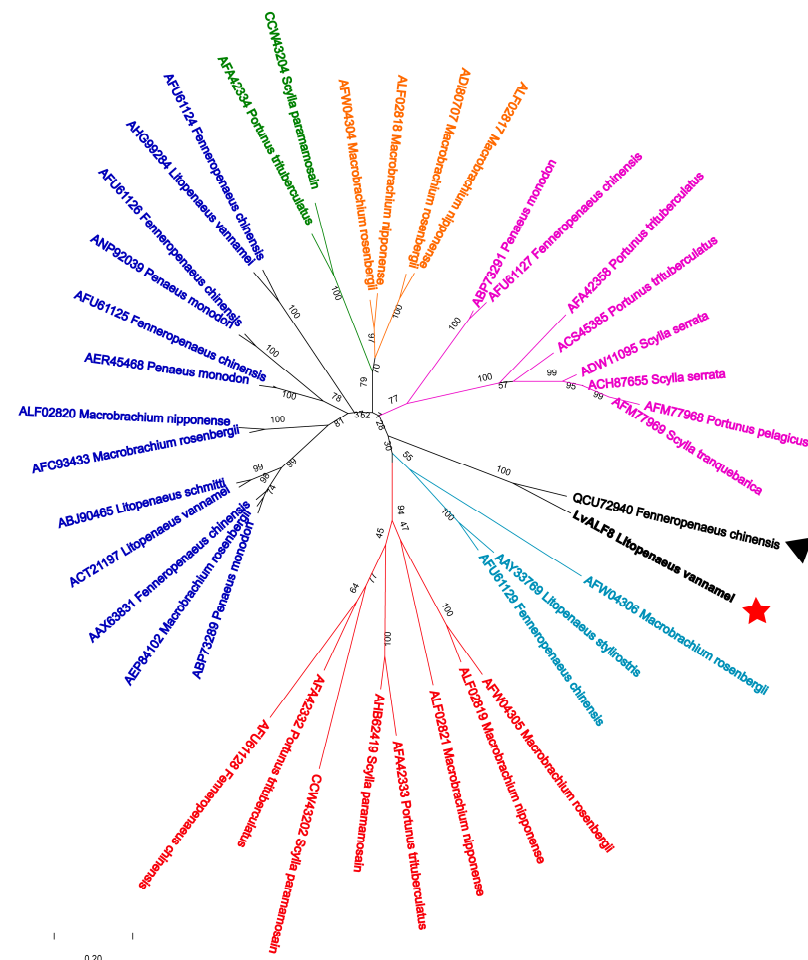 CCW43204 Scylla paramamosain
AFA42334 Portunus trituberculatus
AFW04304 Macrobrachium rosenbergii
ALF02818 Macrobrachium nipponense
ADI80707 Macrobrachium rosenbergii
ALF02817 Macrobrachium nipponense
ABP73291 Penaeus monodon
AFU61127 Fenneropenaeus chinensis
AFA42358 Portunus trituberculatus
ACS45385 Portunus trituberculatus
ADW11095 Scylla serrata
ACH87655 Scylla serrata
AFM77968 Portunus pelagicus
AFM77969 Scylla tranquebarica
QCU72940 Fenneropenaeus chinensis
LvALF8 Litopenaeus vannamei
AFW04306 Macrobrachium rosenbergii
AAY33769 Litopenaeus stylirostris
AFU61129 Fenneropenaeus chinensis
AFW04305 Macrobrachium rosenbergii
ALF02819 Macrobrachium nipponense
ALF02821 Macrobrachium nipponense
AFA42333 Portunus trituberculatus
AHB62419 Scylla paramamosain
CCW43202 Scylla paramamosain
AFA42332 Portunus trituberculatus
AFU61128 Fenneropenaeus chinensis
ABP73289 Penaeus monodon
AEP84102 Macrobrachium rosenbergii
AAX63831 Fenneropenaeus chinensis
ACT21197 Litopenaeus vannamei
ABJ90465 Litopenaeus schmitti
AFC93433 Macrobrachium rosenbergii
ALF02820 Macrobrachium nipponense
AER45468 Penaeus monodon
AFU61125 Fenneropenaeus chinensis
ANP92039 Penaeus monodon
AFU61126 Fenneropenaeus chinensis
AHG99284 Litopenaeus vannamei
AFU61124 Fenneropenaeus chinensis
100
97
100
70
79
77
100
100
57
99
95
99
100
55
100
28
30
94
47
100
45
77
64
100
99
98
74
99
81
100
100
78
100
100
62
0.20